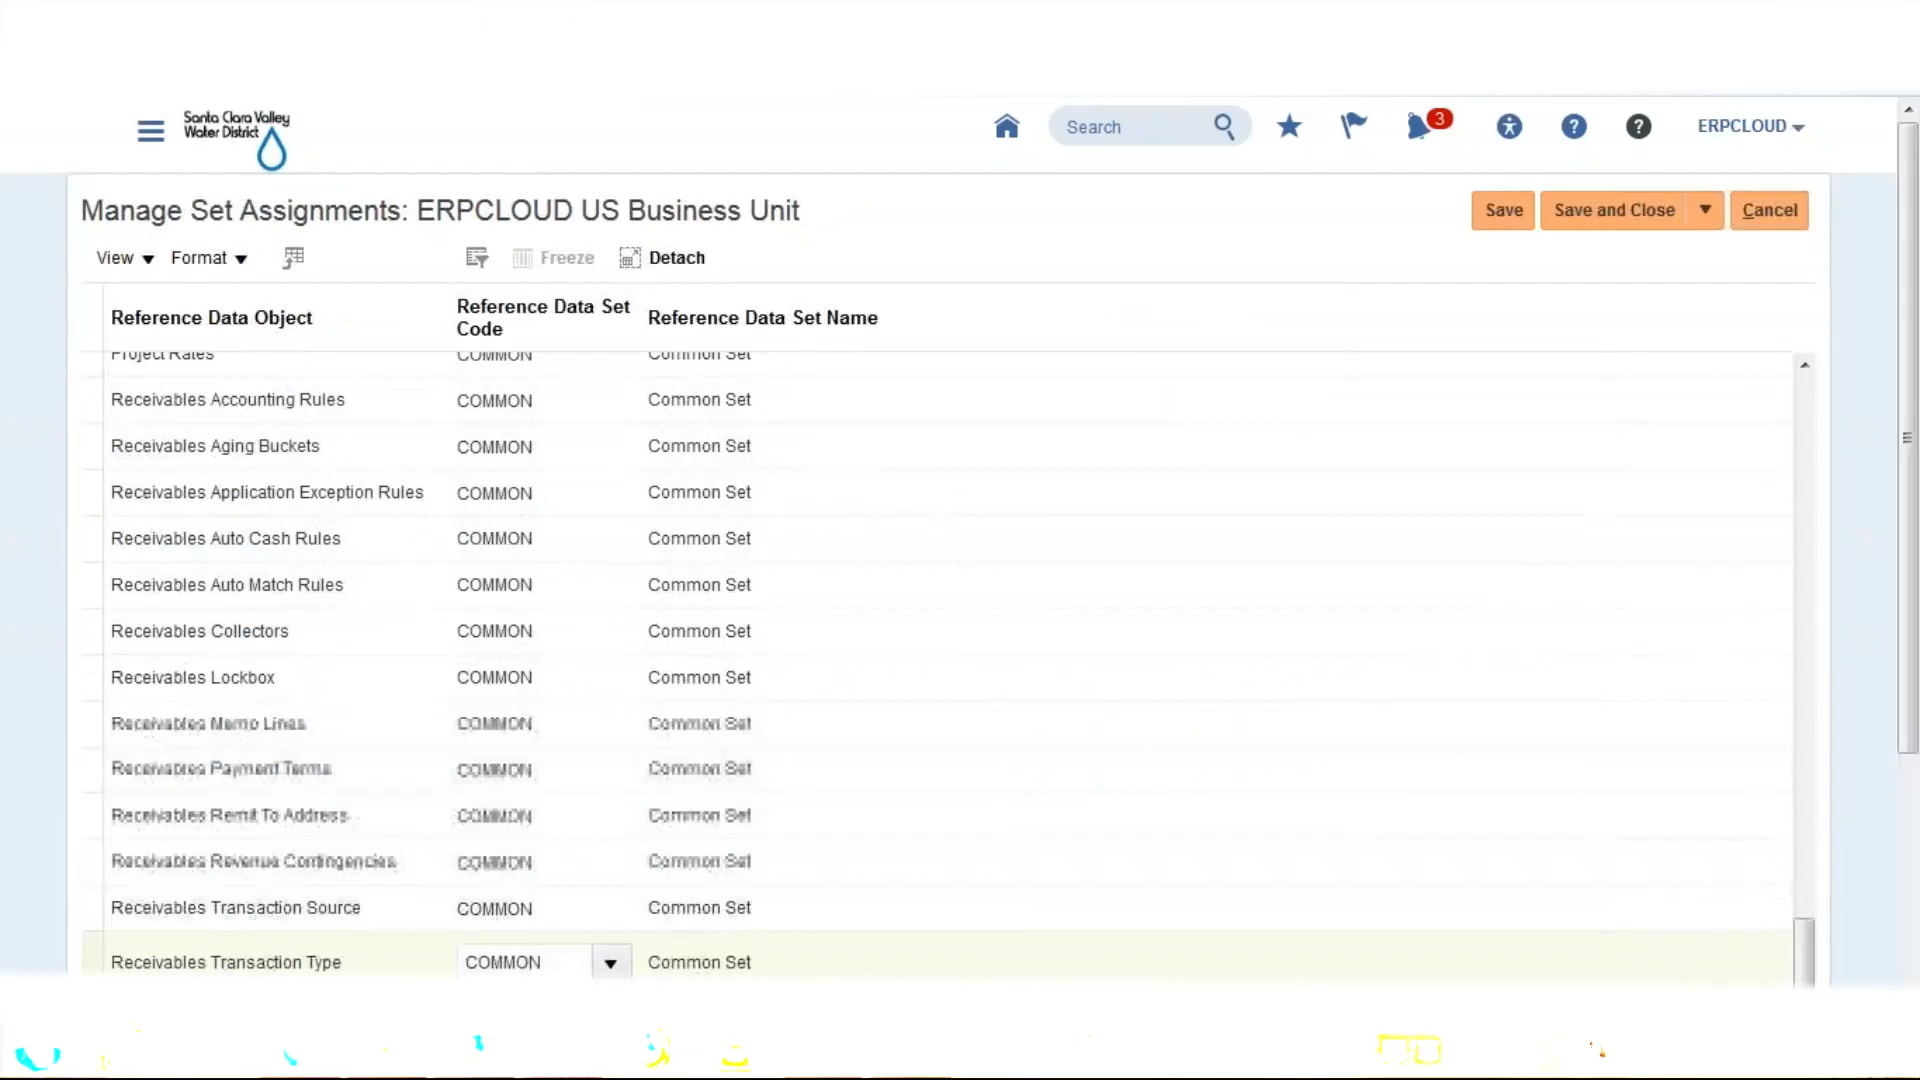 Santa Clara Valley
Water District
Search
3
?
?
ERPCLOUD
Manage Set Assignments: ERPCLOUD US Business Unit
Save
Save and Close
Cancel
View
Format
Freeze
Detach
Reference Data Object
Reference Data Set Code
Reference Data Set Name
Project Rates COMMON Common Set
Receivables Accounting Rules COMMON Common Set
Receivables Aging Buckets COMMON Common Set
Receivables Application Exception Rules COMMON Common Set
Receivables Auto Cash Rules COMMON Common Set
Receivables Auto Match Rules COMMON Common Set
Receivables Collectors COMMON Common Set
Receivables Lockbox COMMON Common Set
Receivables Memo Lines COMMON Common Set
Receivables Payment Terms COMMON Common Set
Receivables Remit To Address COMMON Common Set
Receivables Revenue Contingencies COMMON Common Set
Receivables Transaction Source COMMON Common Set
Receivables Transaction Type COMMON Common Set